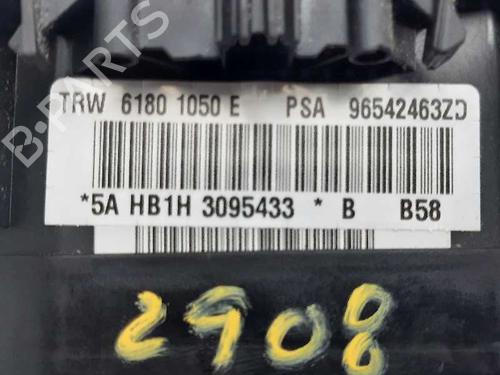 TRW 6180 1050 E PSA 96542463ZD
*5A HB1H 3095433 * B B58
2908
B-PARTS